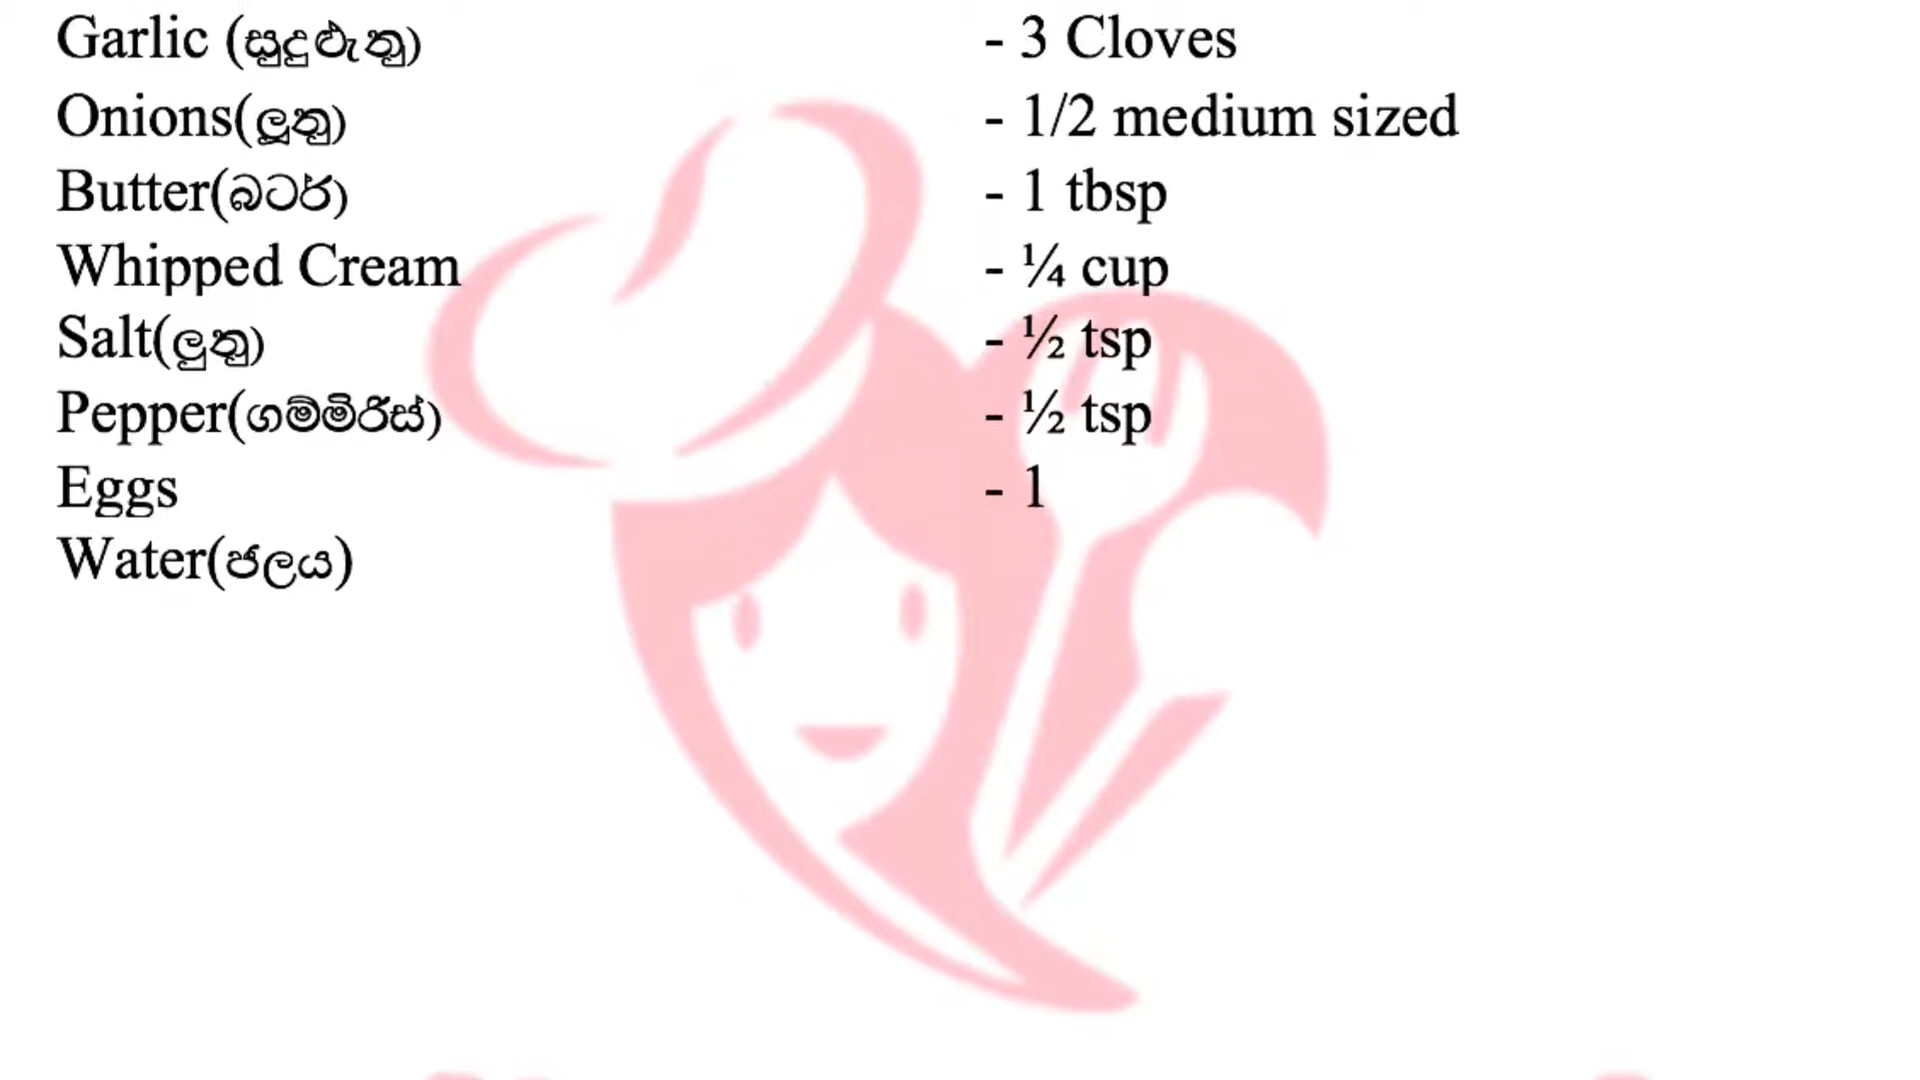 Garlic (සුදුළූනු) - 3 Cloves
Onions(ලූනු) - 1/2 medium sized
Butter(බටර්) - 1 tbsp
Whipped Cream - ¼ cup
Salt(ලුනු) - ½ tsp
Pepper(ගම්මිරිස්) - ½ tsp
Eggs - 1
Water(ජලය)